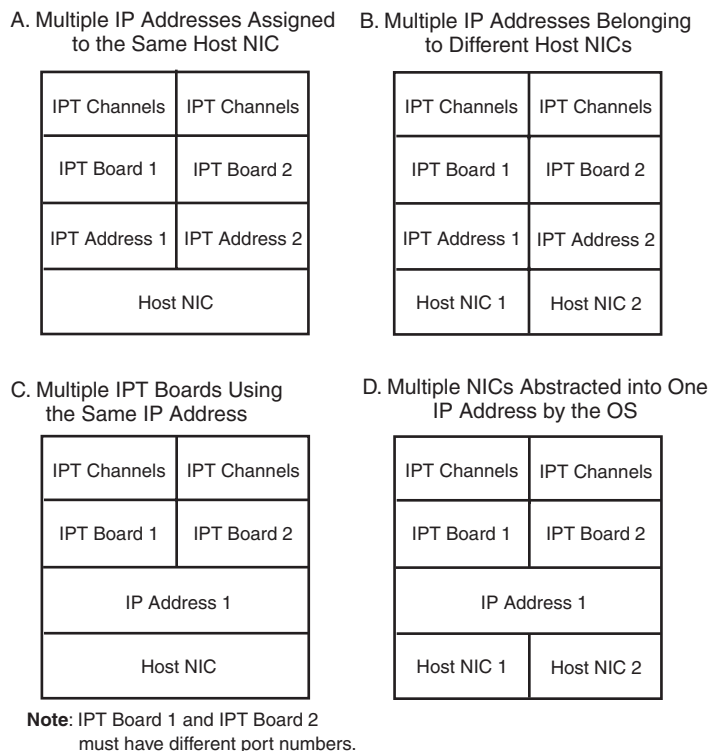 A. Multiple IP Addresses Assigned
to the Same Host NIC
IPT Channels IPT Channels
IPT Board 1 IPT Board 2
IPT Address 1 IPT Address 2
Host NIC
B. Multiple IP Addresses Belonging
to Different Host NICs
IPT Channels IPT Channels
IPT Board 1 IPT Board 2
IPT Address 1 IPT Address 2
Host NIC 1 Host NIC 2
C. Multiple IPT Boards Using
the Same IP Address
IPT Channels IPT Channels
IPT Board 1 IPT Board 2
IP Address 1
Host NIC
Note: IPT Board 1 and IPT Board 2
must have different port numbers.
D. Multiple NICs Abstracted into One
IP Address by the OS
IPT Channels IPT Channels
IPT Board 1 IPT Board 2
IP Address 1
Host NIC 1 Host NIC 2